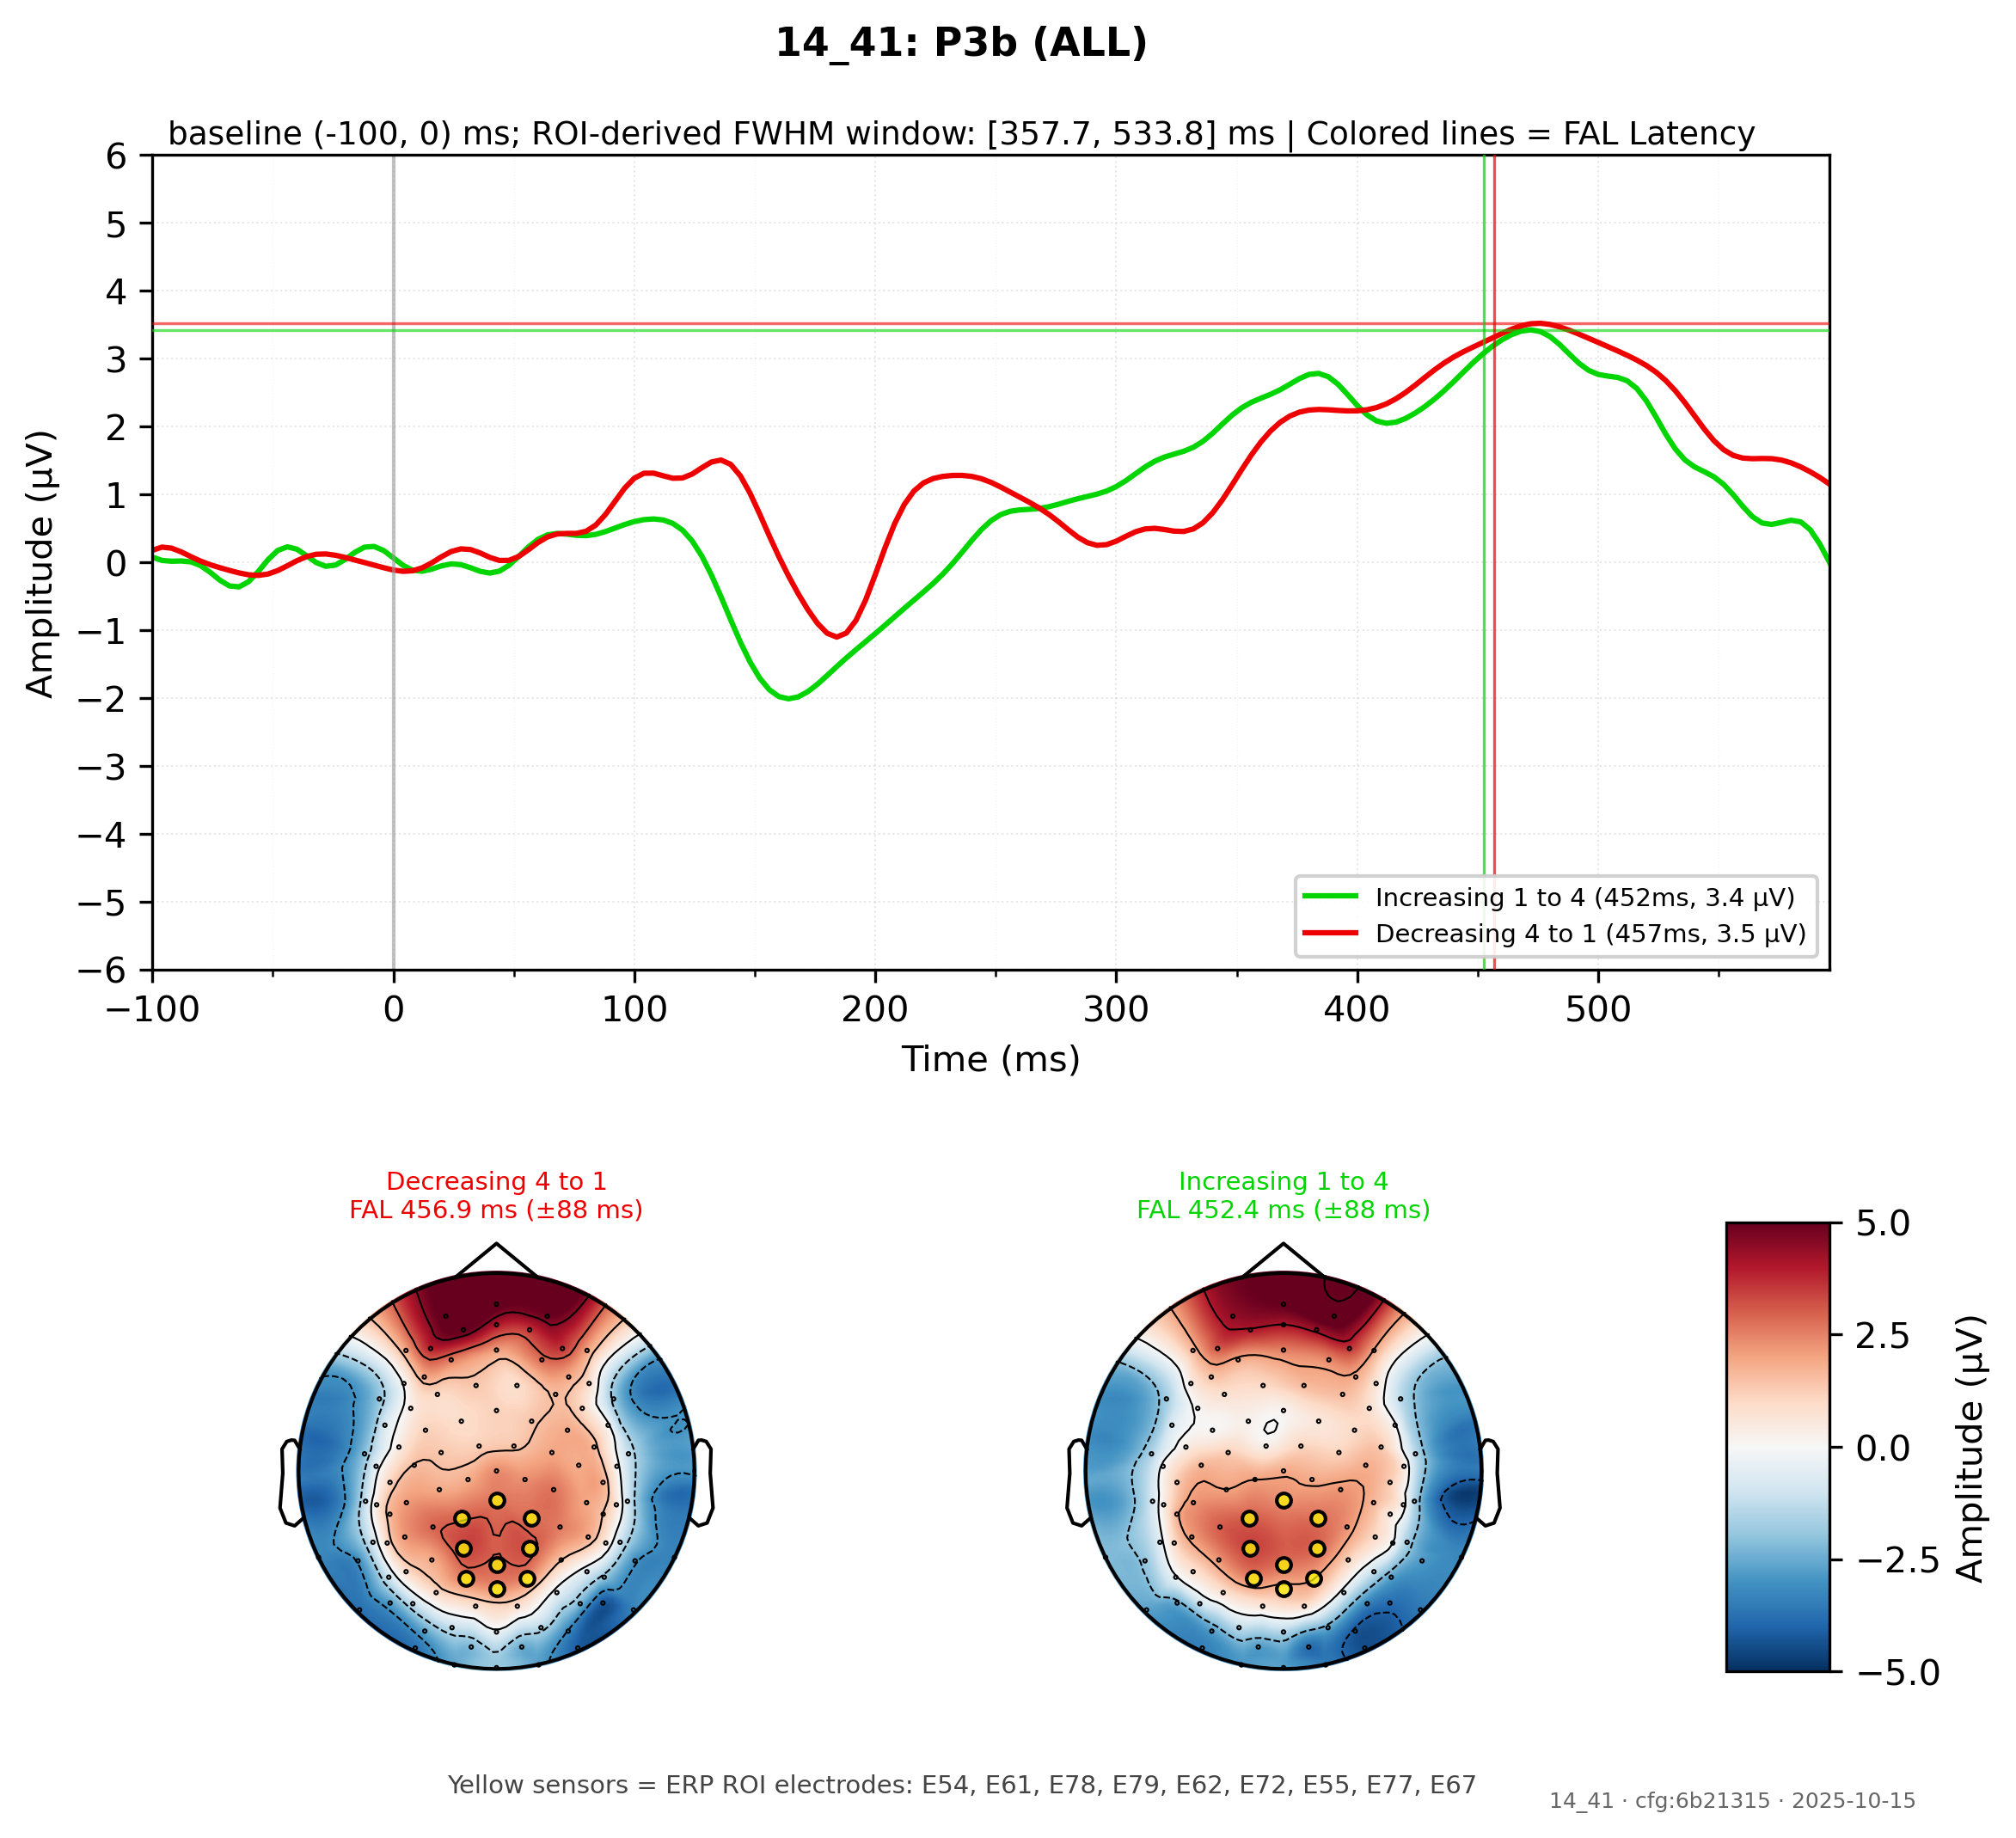 14_41: P3b (ALL)
baseline (-100, 0) ms; ROI-derived FWHM window: [357.7, 533.8] ms | Colored lines = FAL Latency
6
5
4
3
2
1
0
−1
−2
−3
−4
−5
−6
Amplitude (µV)
Increasing 1 to 4 (452ms, 3.4 µV)
Decreasing 4 to 1 (457ms, 3.5 µV)
−100 0 100 200 300 400 500
Time (ms)
Decreasing 4 to 1
FAL 456.9 ms (±88 ms)
Increasing 1 to 4
FAL 452.4 ms (±88 ms)
5.0
2.5
0.0
−2.5
−5.0
Amplitude (µV)
Yellow sensors = ERP ROI electrodes: E54, E61, E78, E79, E62, E72, E55, E77, E67
14_41 · cfg:6b21315 · 2025-10-15